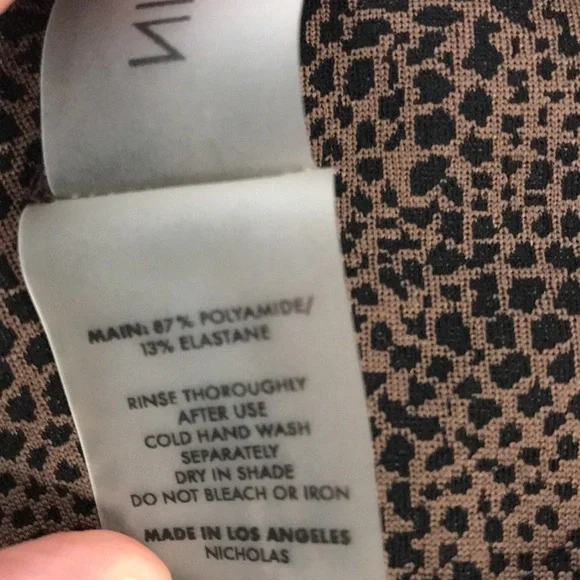 MAIN: 87% POLYAMIDE/
13% ELASTANE
RINSE THOROUGHLY
AFTER USE
COLD HAND WASH
SEPARATELY
DRY IN SHADE
DO NOT BLEACH OR IRON
MADE IN LOS ANGELES
NICHOLAS